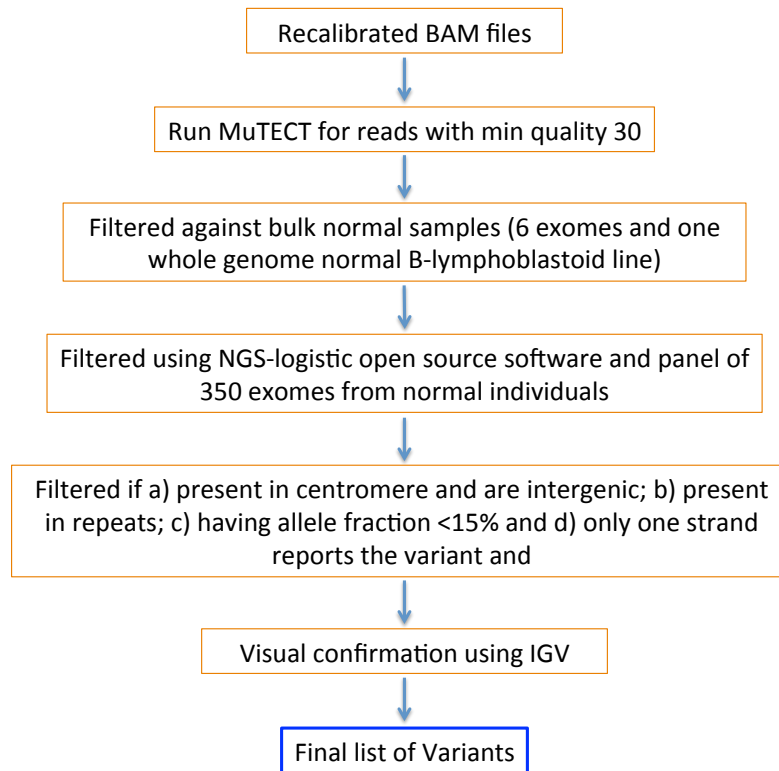 Recalibrated BAM files
Run MuTECT for reads with min quality 30
Filtered against bulk normal samples (6 exomes and one
whole genome normal B-lymphoblastoid line)
Filtered using NGS-logistic open source software and panel of
350 exomes from normal individuals
Filtered if a) present in centromere and are intergenic; b) present
in repeats; c) having allele fraction <15% and d) only one strand
reports the variant and
Visual confirmation using IGV
Final list of Variants